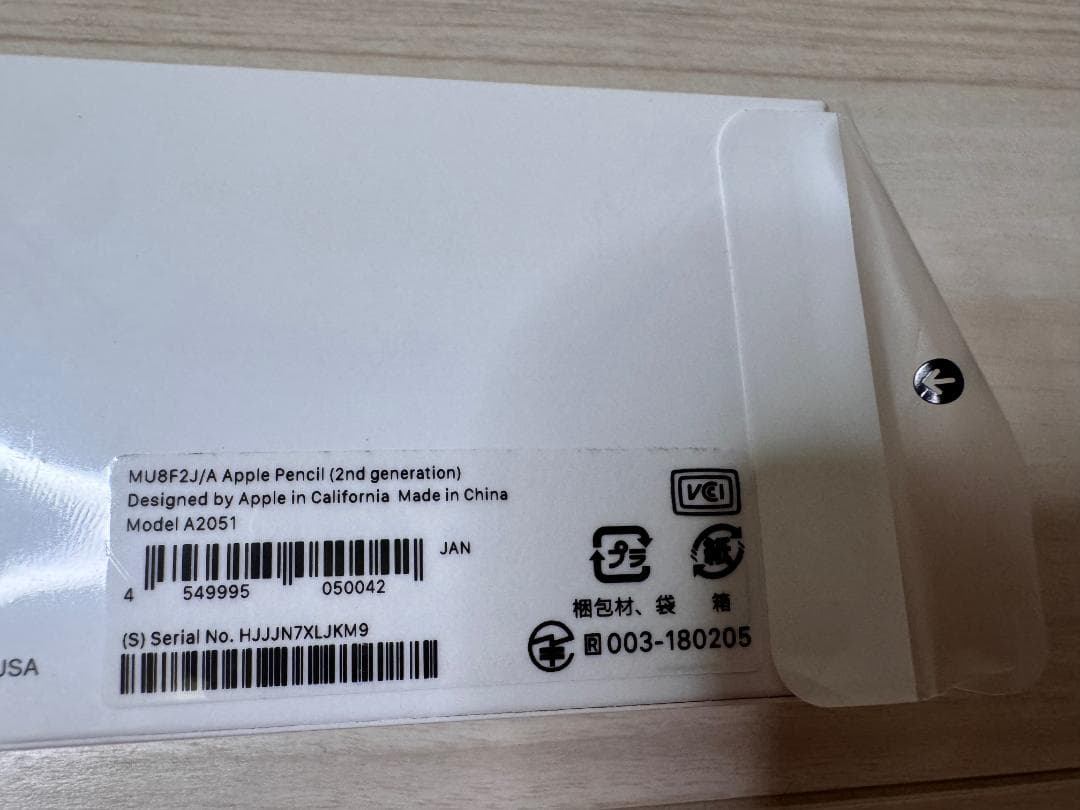 MU8F2J/A Apple Pencil (2nd generation)
Designed by Apple in California Made in China
Model A2051
JAN
4 549995 050042
(S) Serial No. HJJJN7XLJKM9
USA
VCCI
プラ
紙
梱包材、袋
箱
R 003-180205